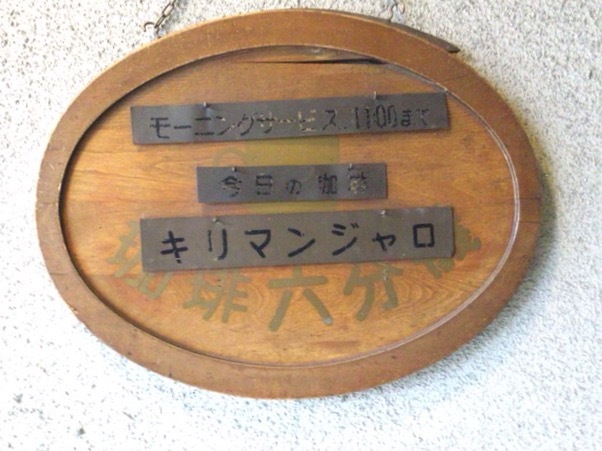 モーニングサービス 11:00まで
今日の珈琲
キリマンジャロ
珈琲六分儀